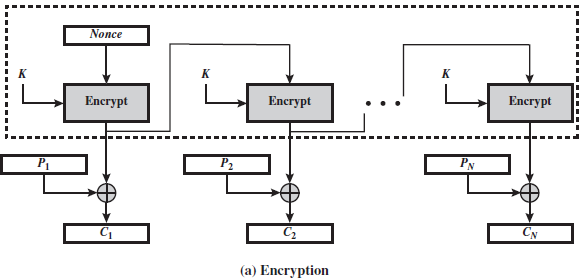 Nonce
K K K
Encrypt Encrypt • • • Encrypt
P1 P2 PN
C1 C2 CN
(a) Encryption